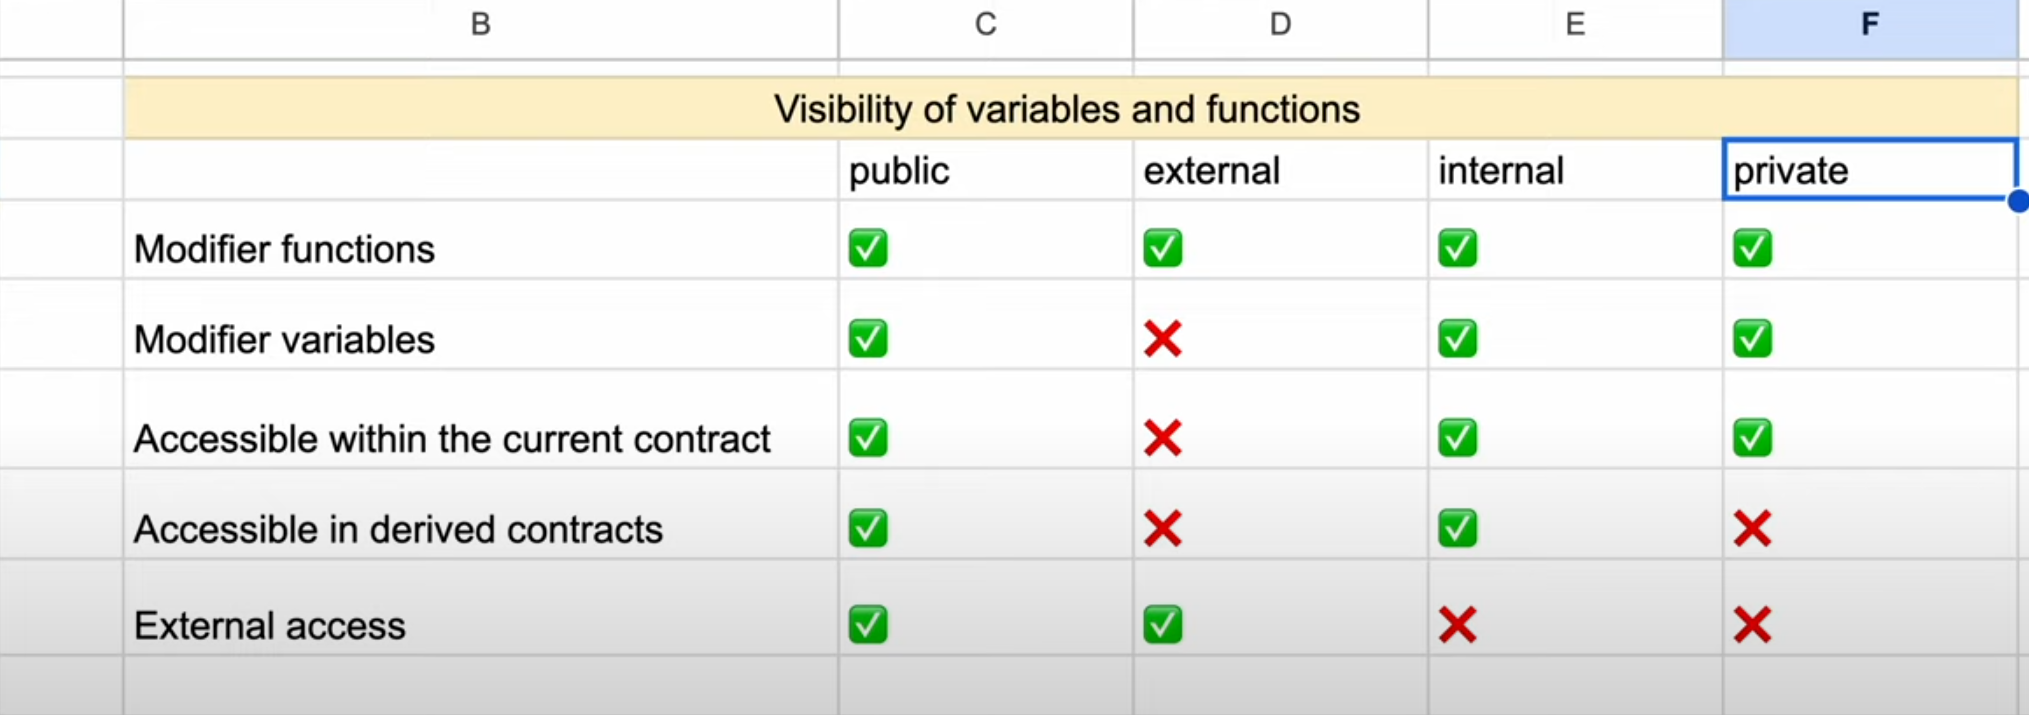 B C D E F
Visibility of variables and functions
public external internal private
Modifier functions ✅ ✅ ✅ ✅
Modifier variables ✅ ❌ ✅ ✅
Accessible within the current contract ✅ ❌ ✅ ✅
Accessible in derived contracts ✅ ❌ ✅ ❌
External access ✅ ✅ ❌ ❌